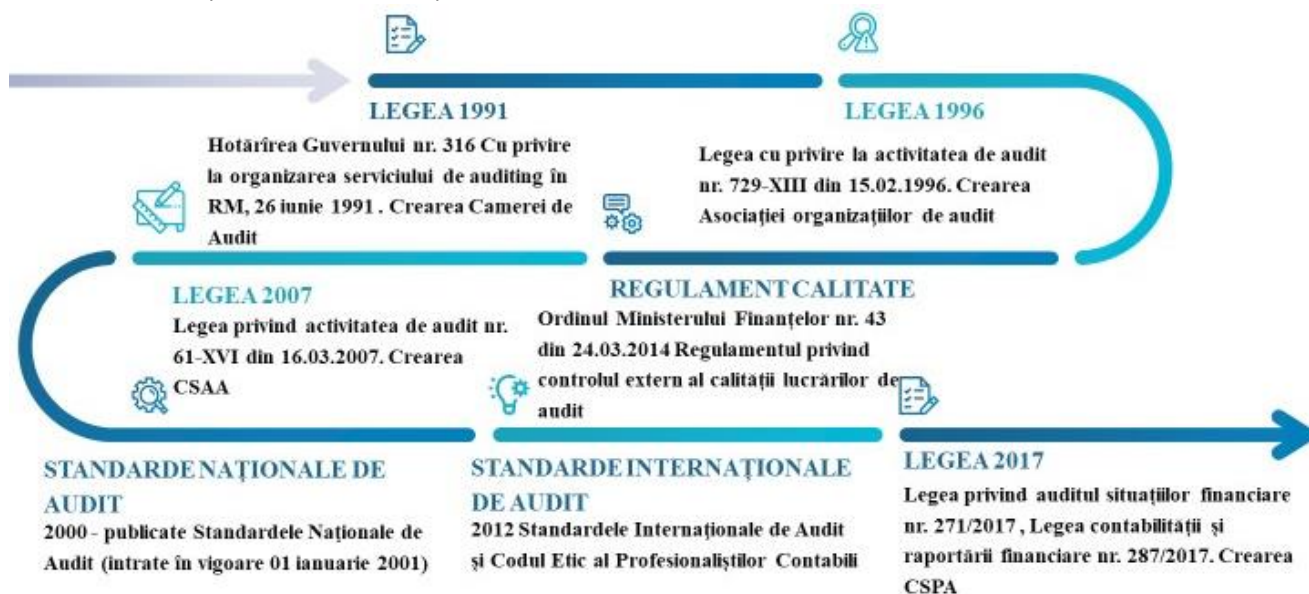 LEGEA 1991
Hotărîrea Guvernului nr. 316 Cu privire
la organizarea serviciului de auditing în
RM, 26 iunie 1991 . Crearea Camerei de
Audit
LEGEA 1996
Legea cu privire la activitatea de audit
nr. 729-XIII din 15.02.1996. Crearea
Asociației organizațiilor de audit
LEGEA 2007
Legea privind activitatea de audit nr.
61-XVI din 16.03.2007. Crearea
CSAA
REGULAMENT CALITATE
Ordinul Ministerului Finanțelor nr. 43
din 24.03.2014 Regulamentul privind
controlul extern al calității lucrărilor de
audit
STANDARDE NAȚIONALE DE
AUDIT
2000 - publicate Standardele Naționale de
Audit (intrate în vigoare 01 ianuarie 2001)
STANDARDE INTERNAȚIONALE
DE AUDIT
2012 Standardele Internaționale de Audit
și Codul Etic al Profesionaliștilor Contabili
LEGEA 2017
Legea privind auditul situațiilor financiare
nr. 271/2017 , Legea contabilității și
raportării financiare nr. 287/2017. Crearea
CSPA